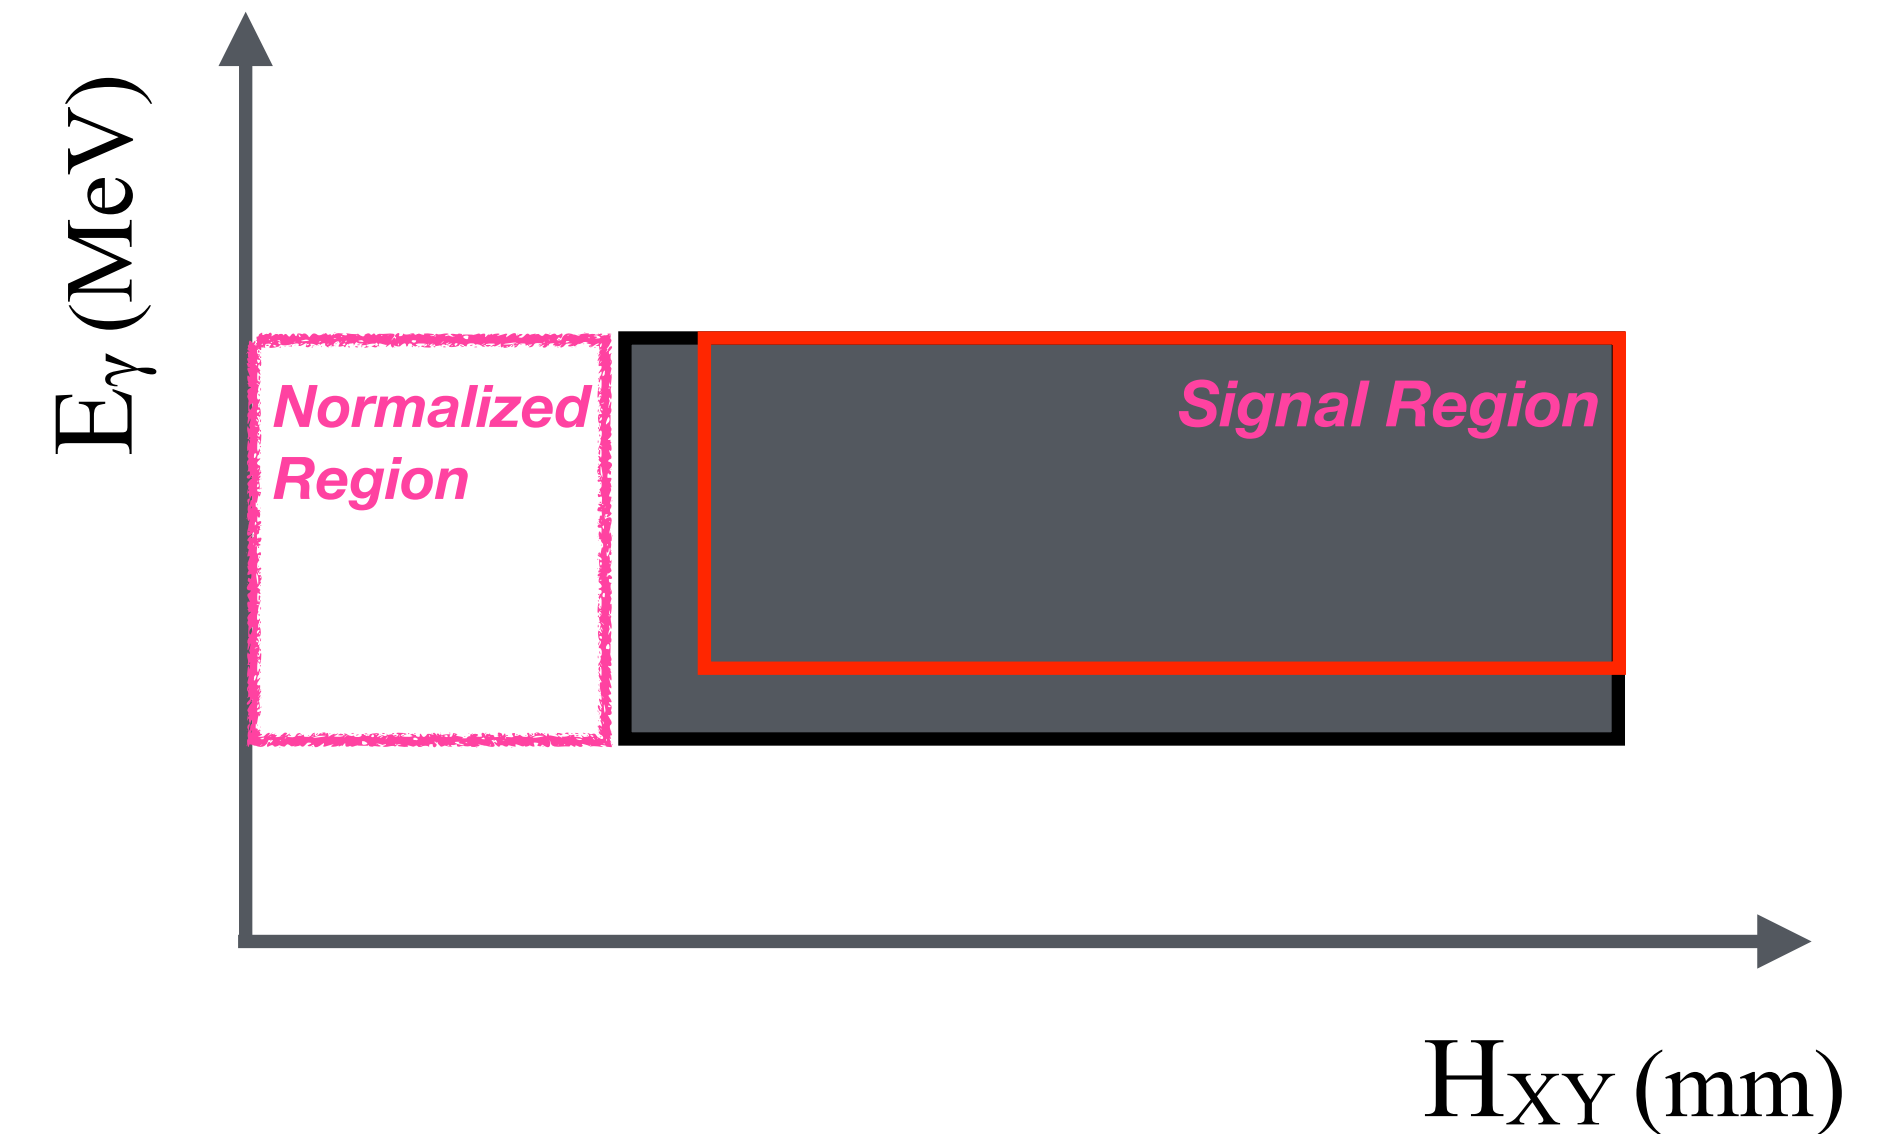 Eγ (MeV)
Normalized
Region
Signal Region
HXY (mm)